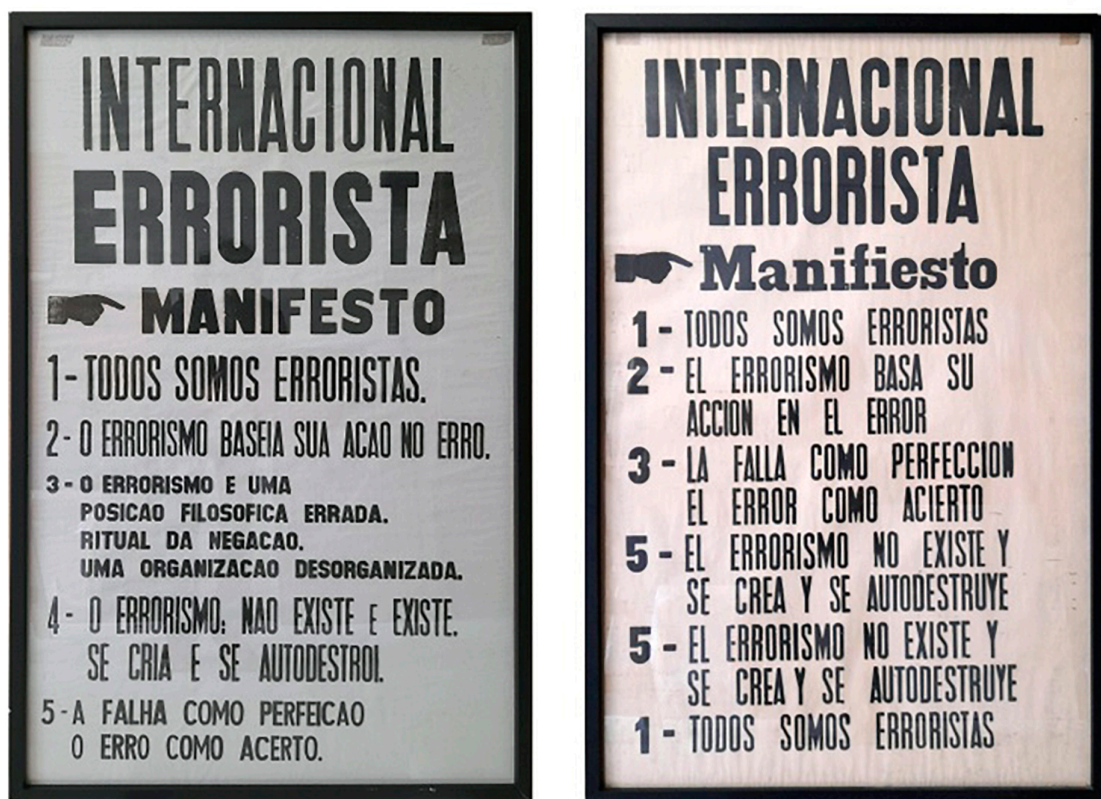 INTERNACIONAL
ERRORISTA
MANIFESTO
1-TODOS SOMOS ERRORISTAS.
2- O ERRORISMO BASEIA SUA ACAO NO ERRO.
3-O ERRORISMO E UMA
POSICAO FILOSOFICA ERRADA.
RITUAL DA NEGACAO.
UMA ORGANIZACAO DESORGANIZADA.
4- O ERRORISMO: NAO EXISTE E EXISTE.
SE CRIA E SE AUTODESTROI.
5-A FALHA COMO PERFEICAO
O ERRO COMO ACERTO.
INTERNACIONAL
ERRORISTA
Manifiesto
1- TODOS SOMOS ERRORISTAS
2- EL ERRORISMO BASA SU
ACCION EN EL ERROR
3- LA FALLA COMO PERFECCION
EL ERROR COMO ACIERTO
5- EL ERRORISMO NO EXISTE Y
SE CREA Y SE AUTODESTRUYE
5- EL ERRORISMO NO EXISTE Y
SE CREA Y SE AUTODESTRUYE
1- TODOS SOMOS ERRORISTAS